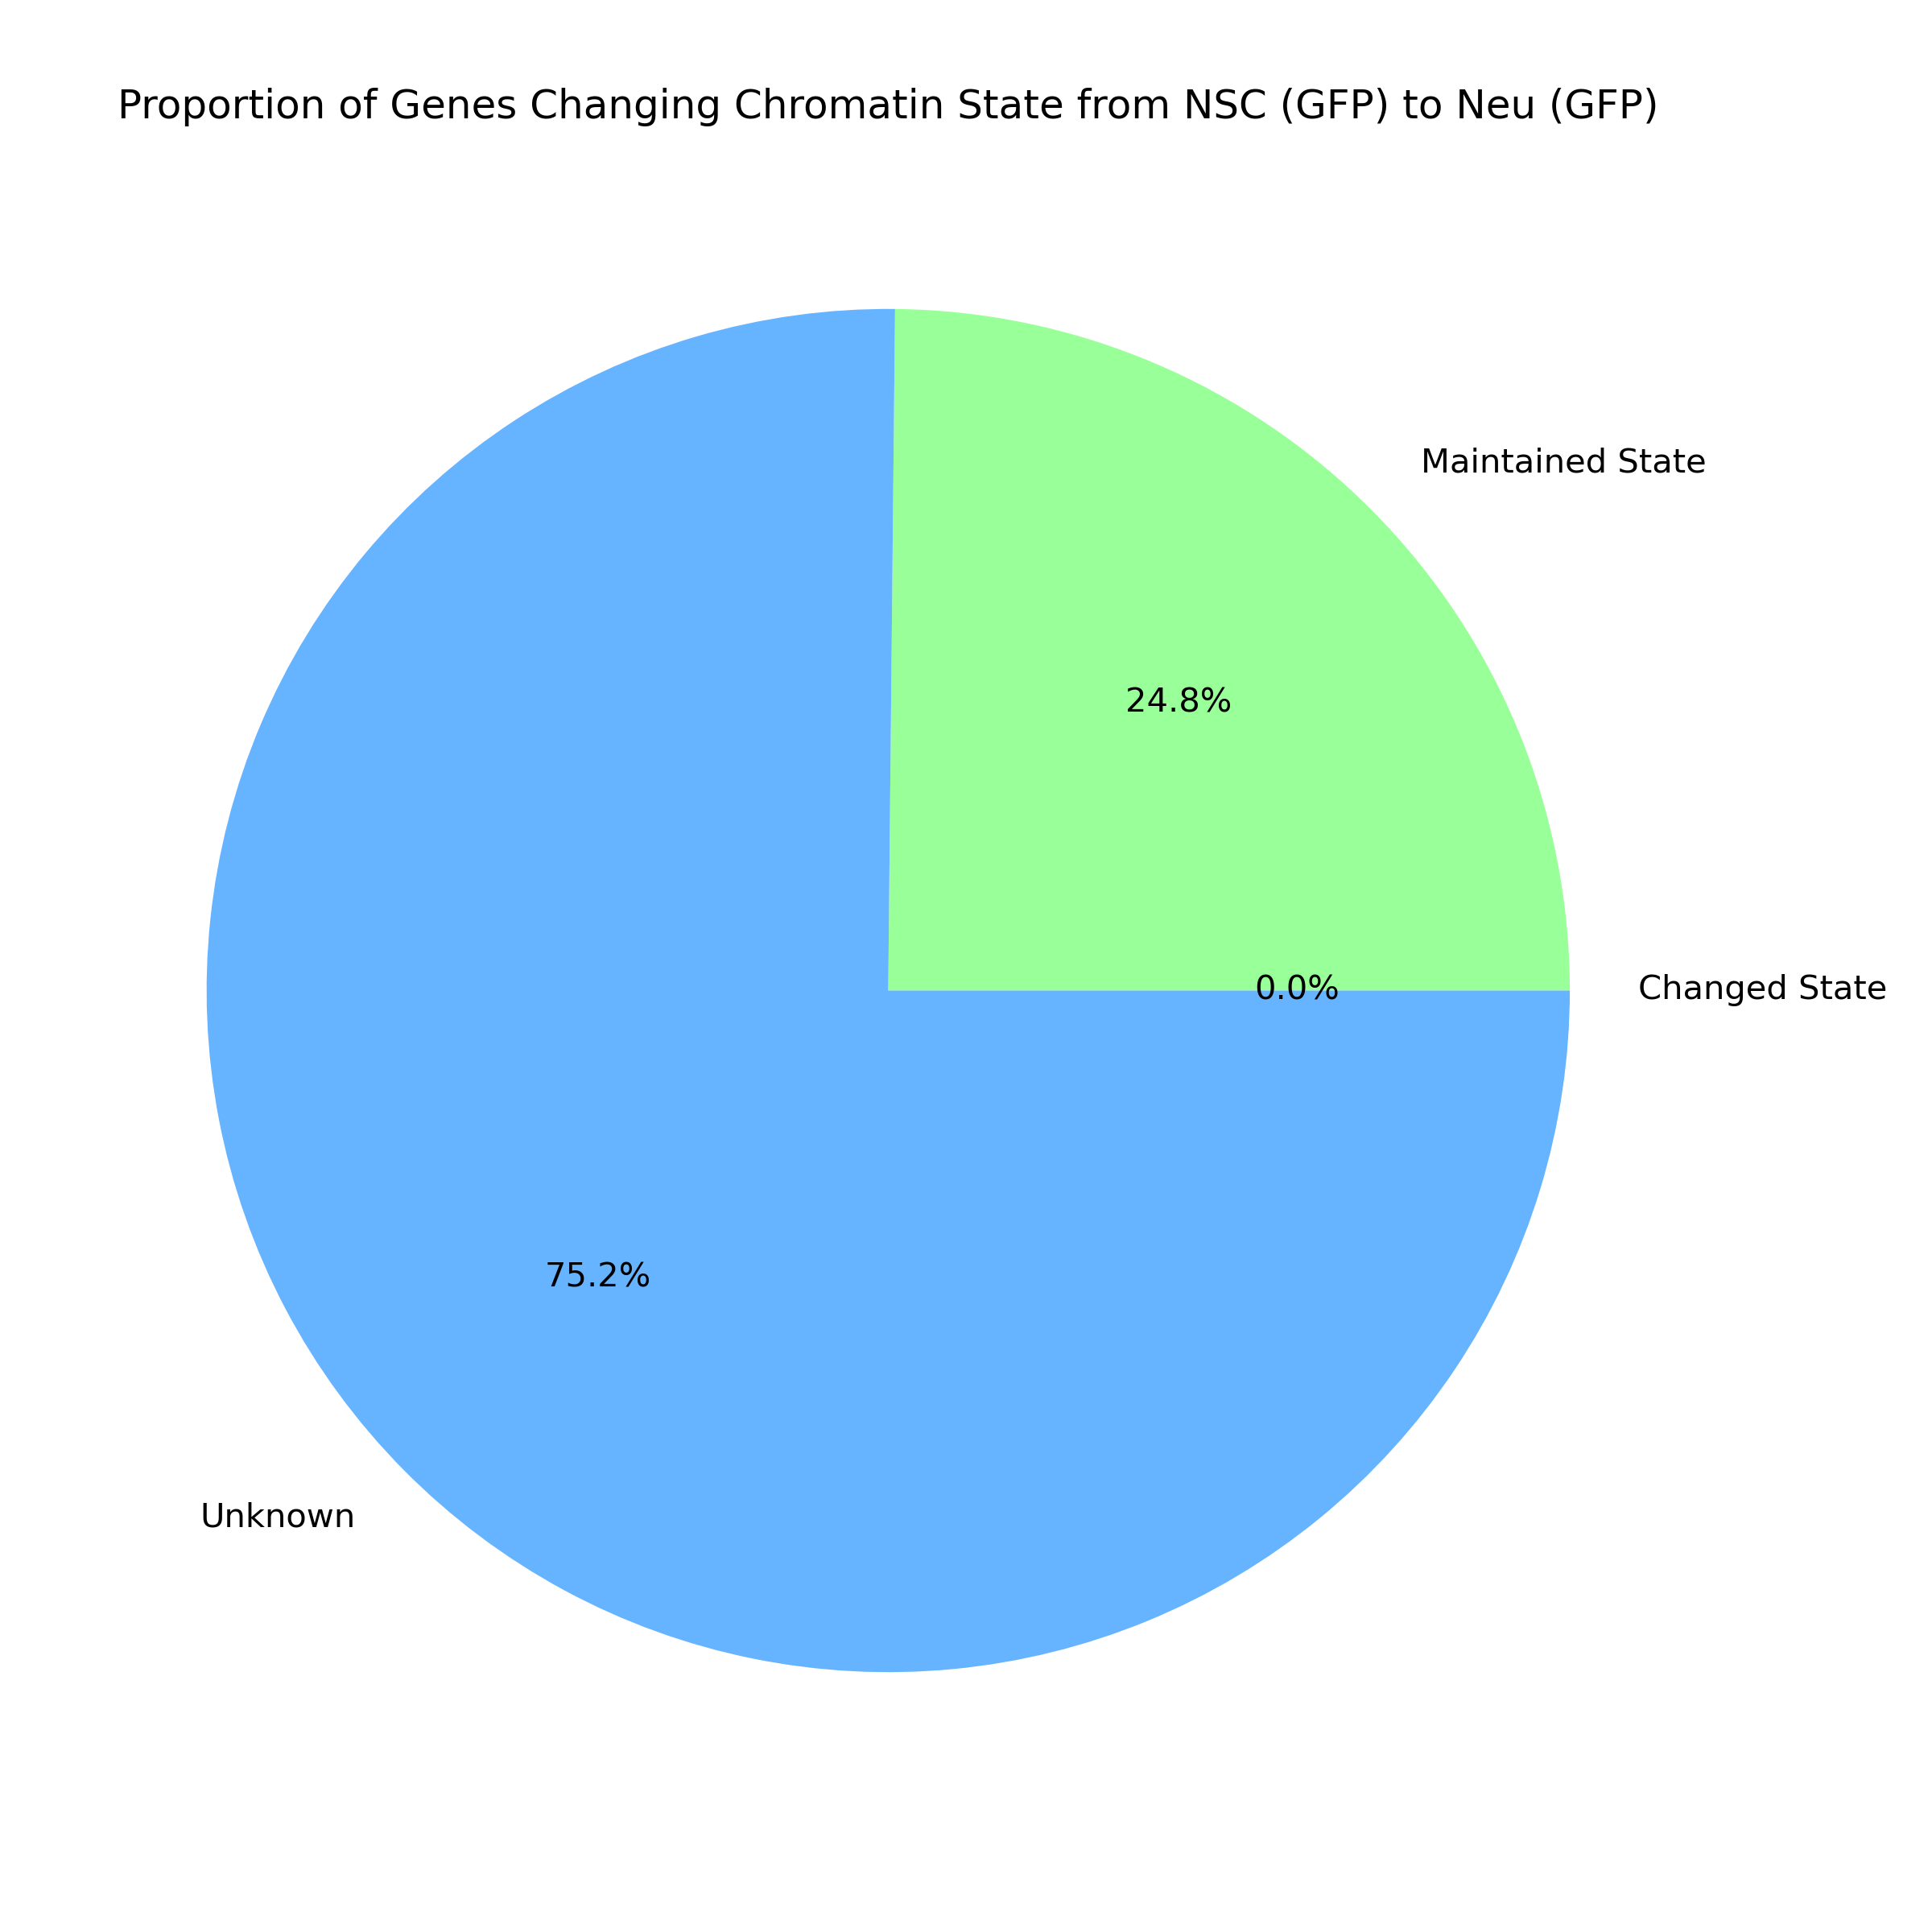 Proportion of Genes Changing Chromatin State from NSC (GFP) to Neu (GFP)
Maintained State
24.8%
0.0%
Changed State
75.2%
Unknown